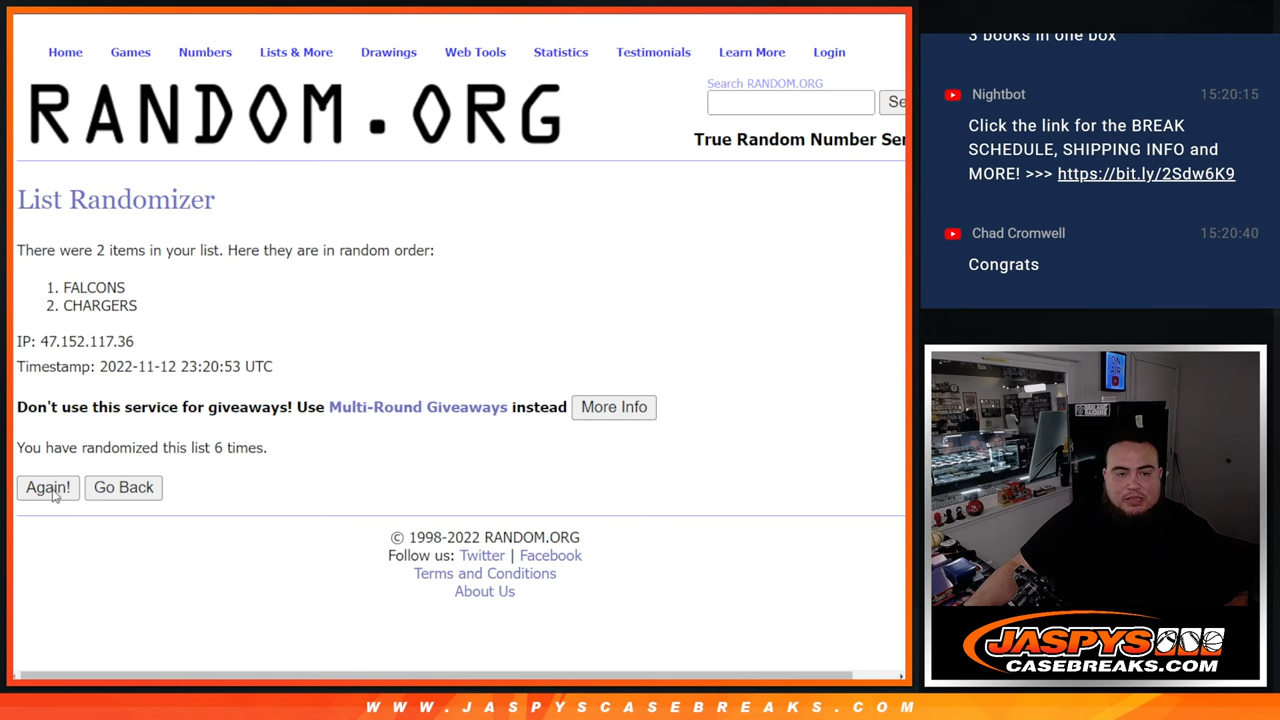 Home Games Numbers Lists & More Drawings Web Tools Statistics Testimonials Learn More Login
RANDOM.ORG
Search RANDOM.ORG
Se
True Random Number Ser
List Randomizer
There were 2 items in your list. Here they are in random order:
1. FALCONS
2. CHARGERS
IP: 47.152.117.36
Timestamp: 2022-11-12 23:20:53 UTC
Don't use this service for giveaways! Use Multi-Round Giveaways instead More Info
You have randomized this list 6 times.
Again! Go Back
© 1998-2022 RANDOM.ORG
Follow us: Twitter | Facebook
Terms and Conditions
About Us
3 books in one box
Nightbot 15:20:15
Click the link for the BREAK
SCHEDULE, SHIPPING INFO and
MORE! >>> https://bit.ly/2Sdw6K9
Chad Cromwell 15:20:40
Congrats
ON
AIR
JASPYS
CASEBREAKS.COM
WWW.JASPYSCASEBREAKS.COM